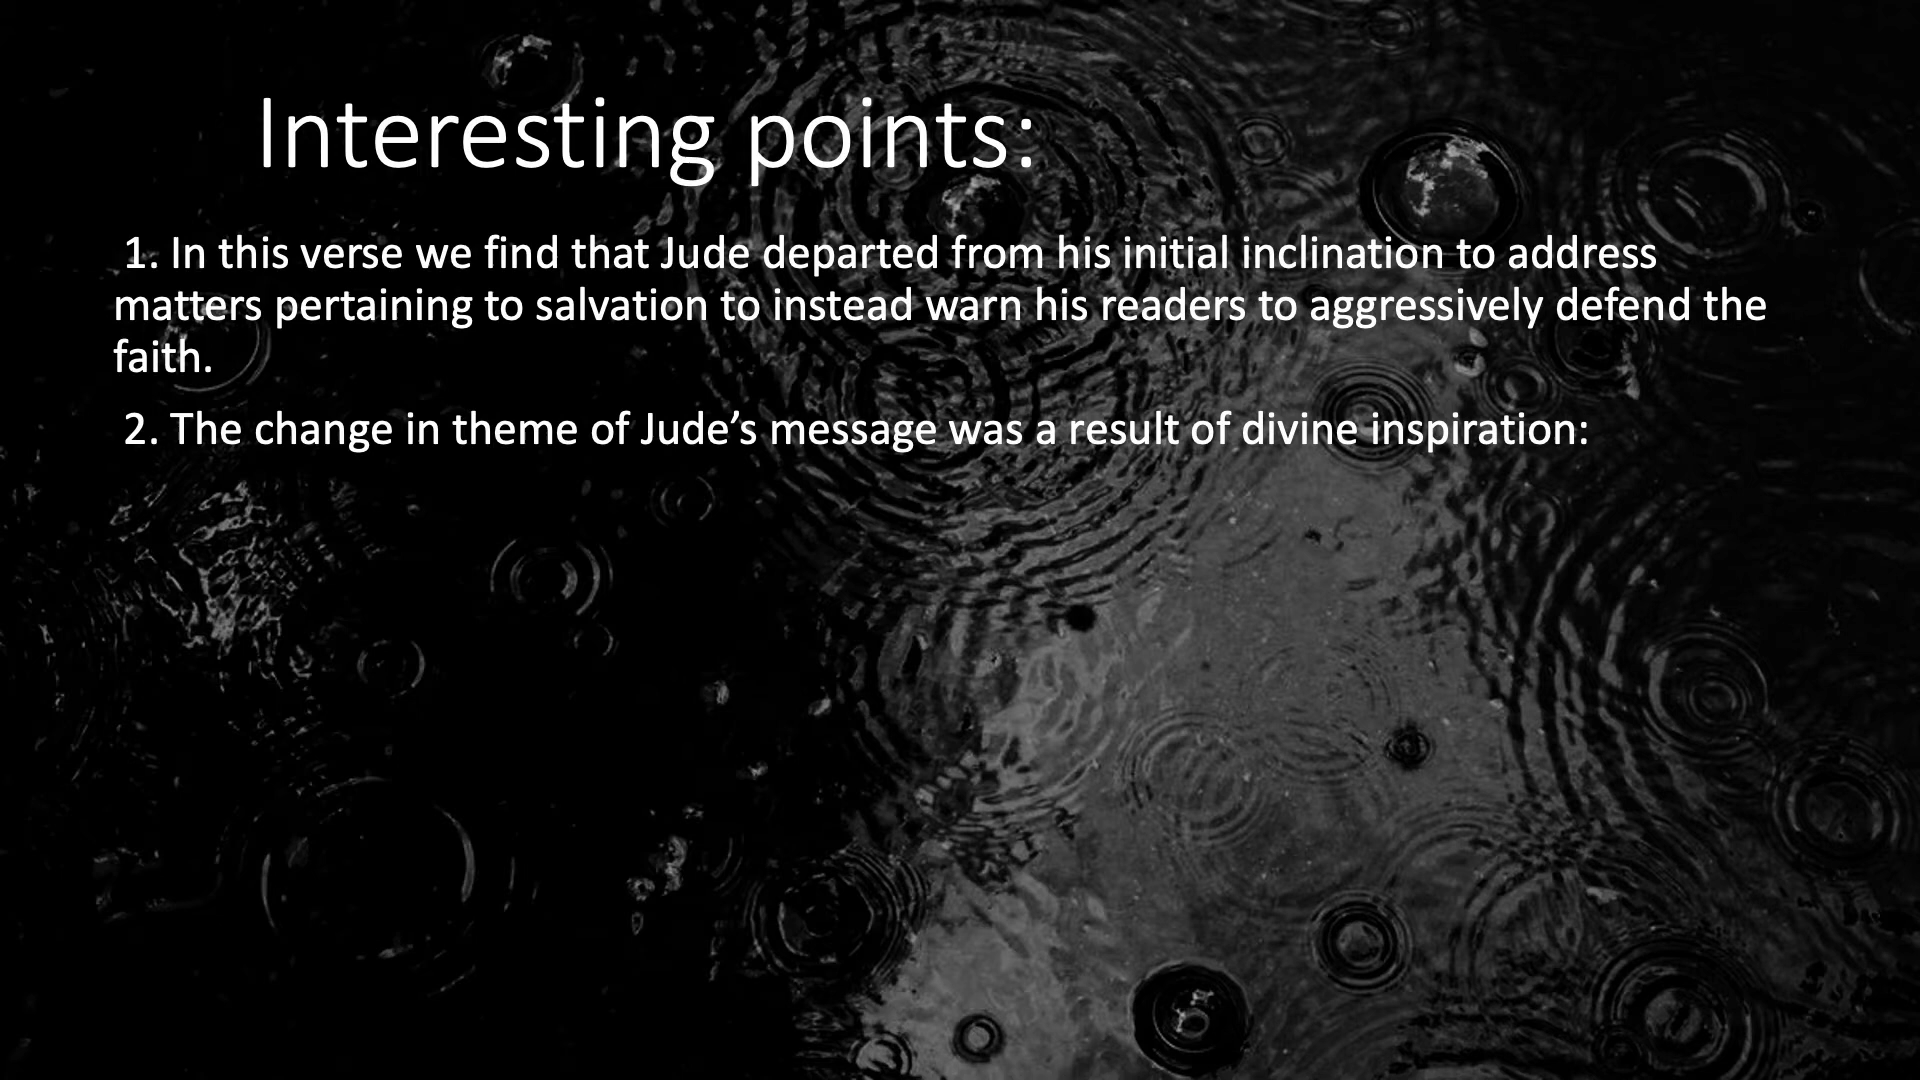 Interesting points:
1. In this verse we find that Jude departed from his initial inclination to address
matters pertaining to salvation to instead warn his readers to aggressively defend the
faith.
2. The change in theme of Jude’s message was a result of divine inspiration: